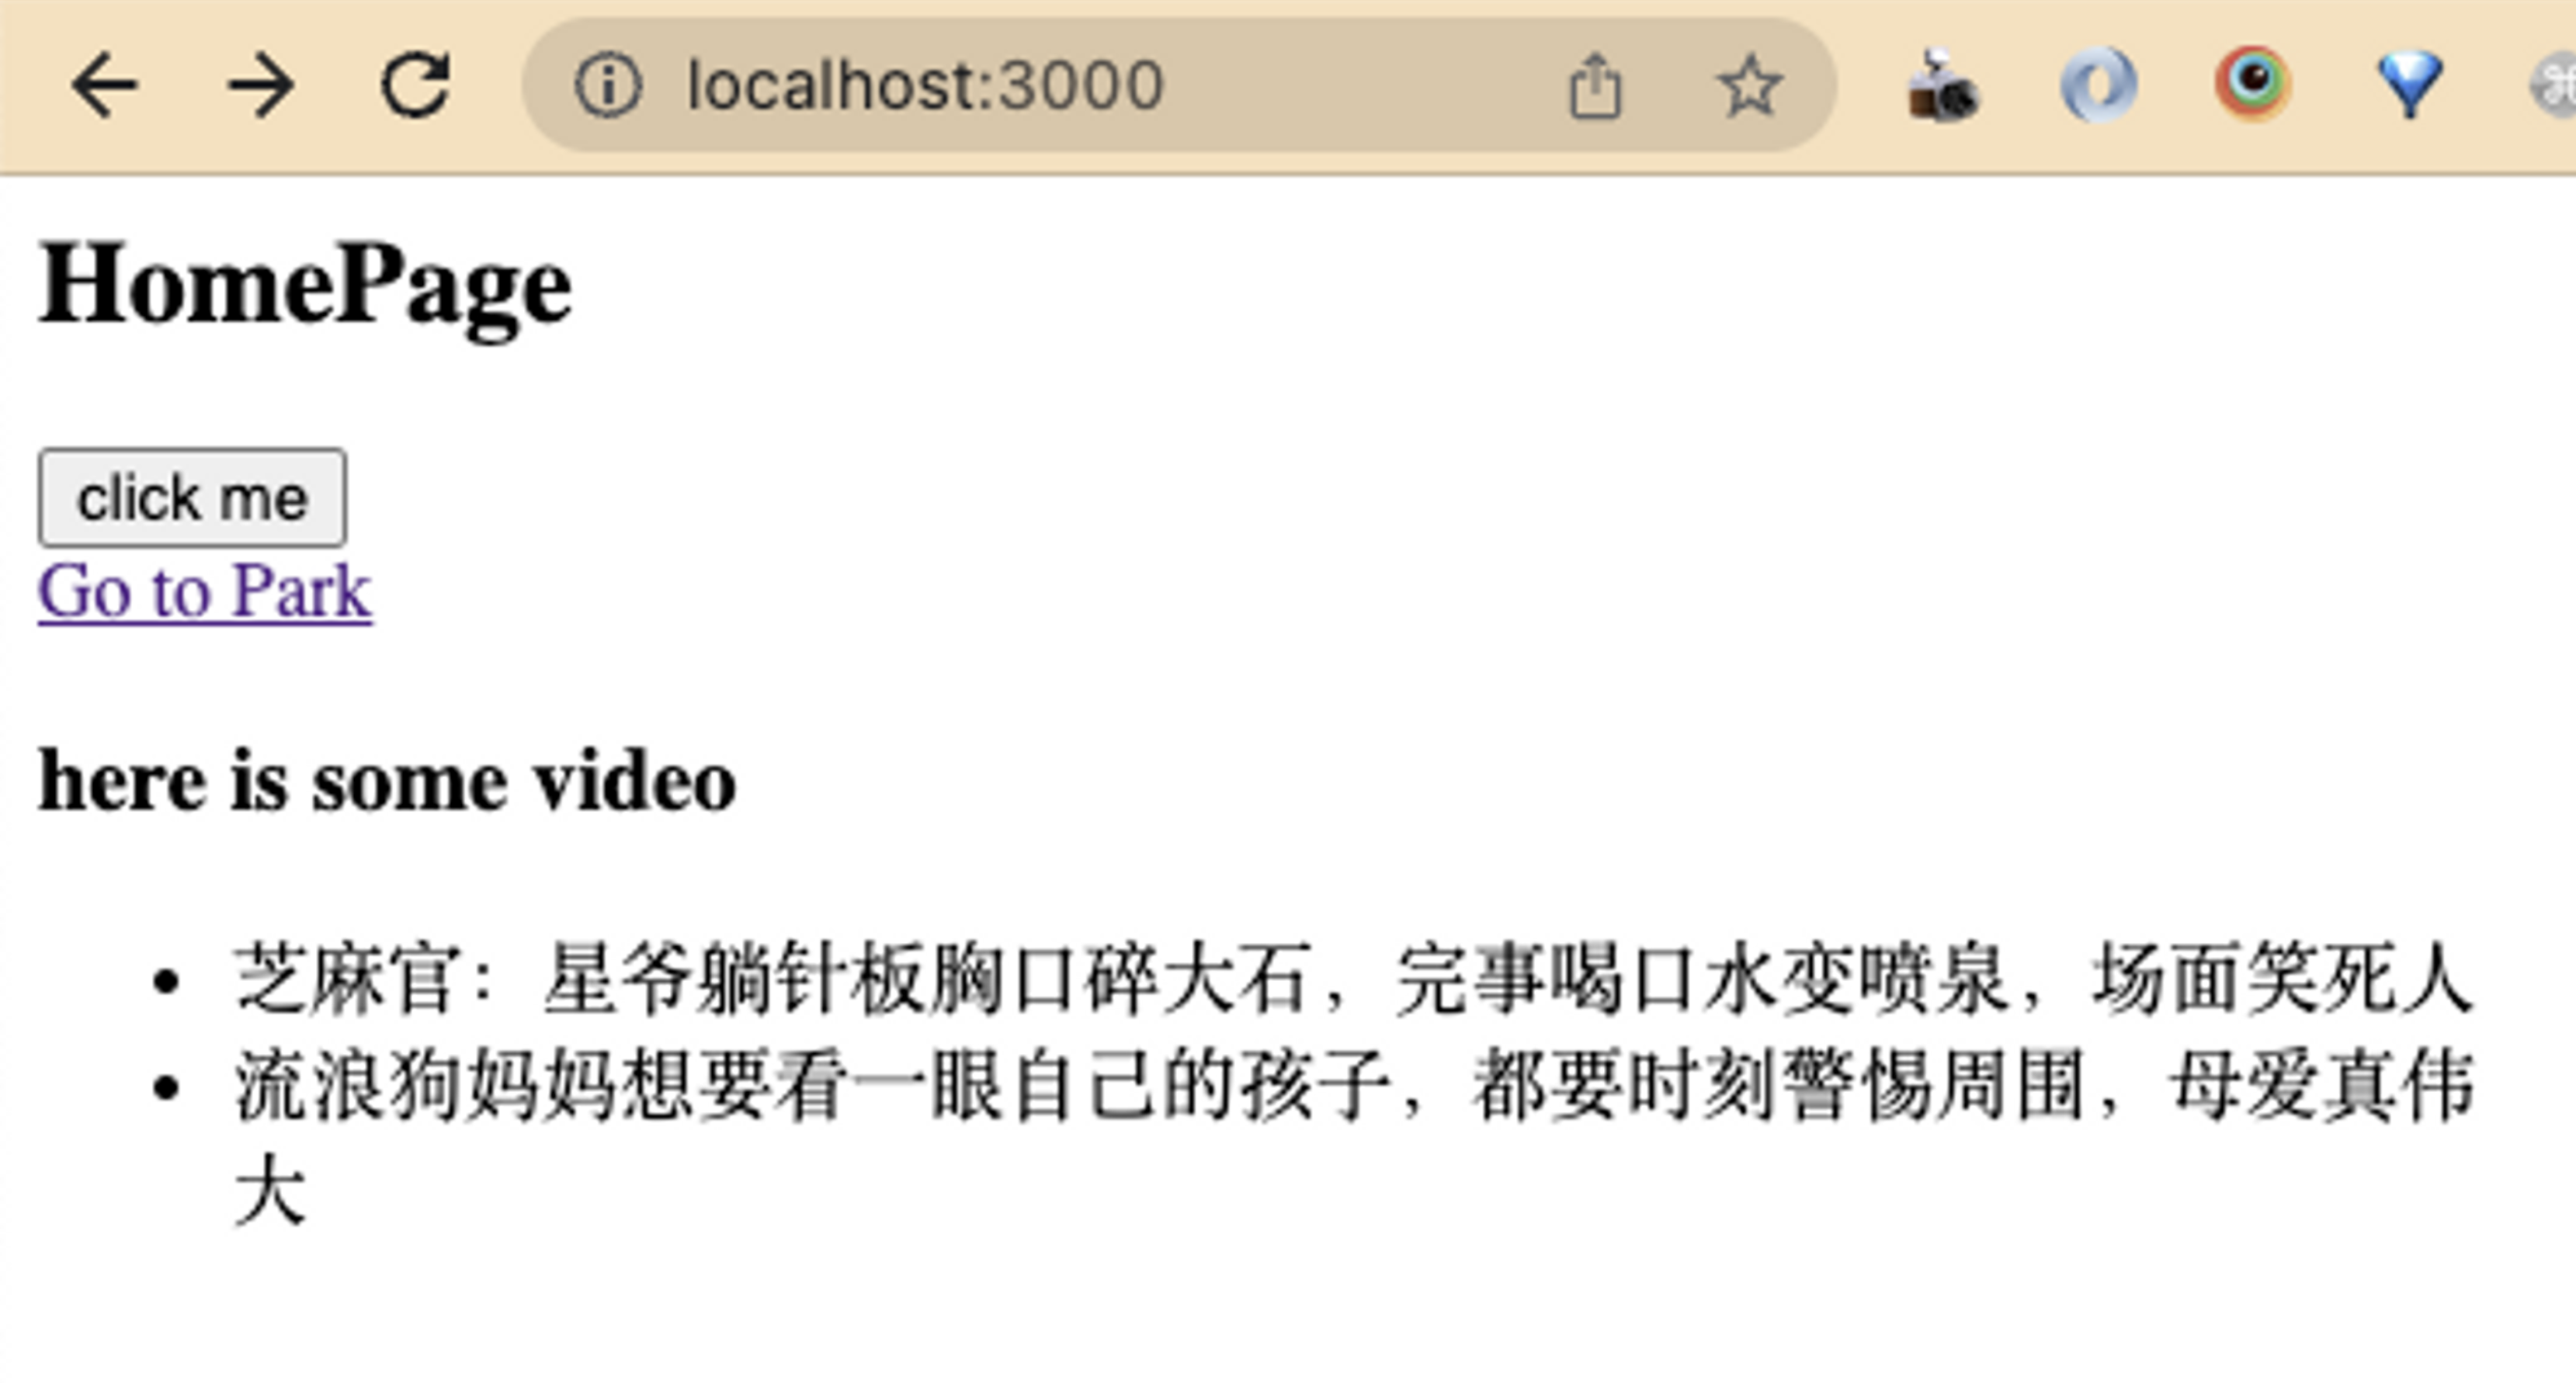 localhost:3000
HomePage
click me
Go to Park
here is some video
芝麻官：星爷躺针板胸口碎大石，完事喝口水变喷泉，场面笑死人
流浪狗妈妈想要看一眼自己的孩子，都要时刻警惕周围，母爱真伟
大